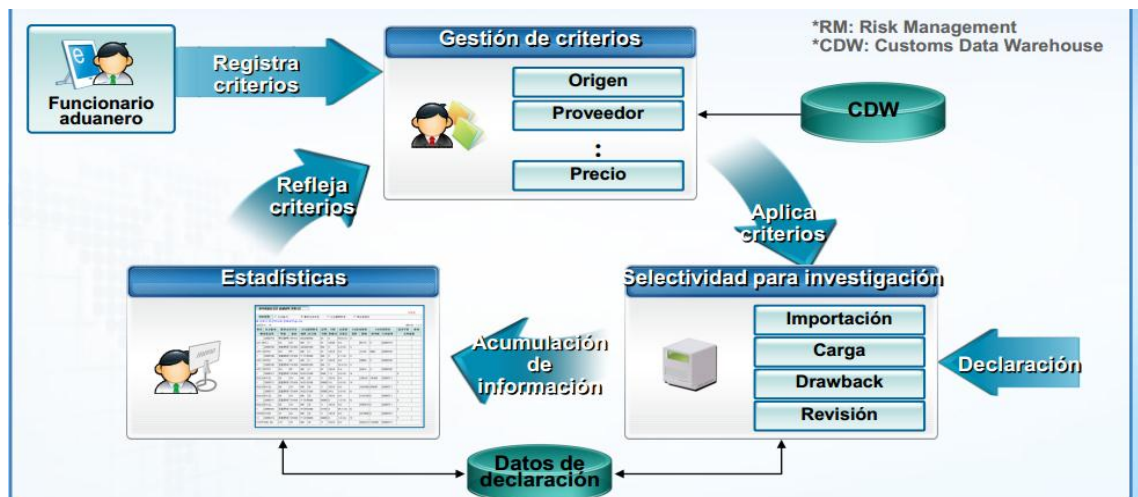 *RM: Risk Management
*CDW: Customs Data Warehouse
Funcionario
aduanero
Registra
criterios
Gestión de criterios
Origen
Proveedor
:
Precio
CDW
Refleja
criterios
Aplica
criterios
Estadísticas
Selectividad para investigación
Importación
Carga
Drawback
Revisión
Acumulación
de
información
Declaración
Datos de
declaración